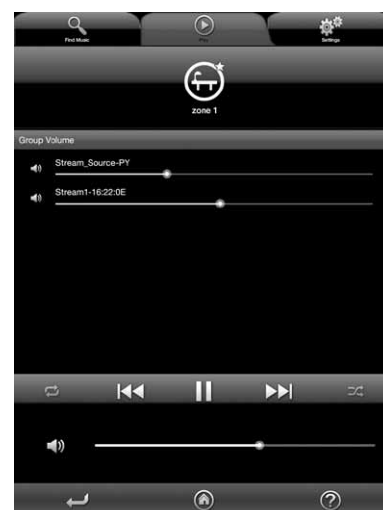 Find Music
Play
Settings
zone 1
Group Volume
Stream_Source-PY
Stream1-16:22:0E
?